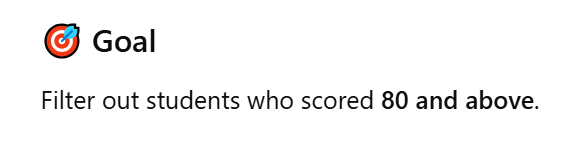 🎯 Goal
Filter out students who scored 80 and above.